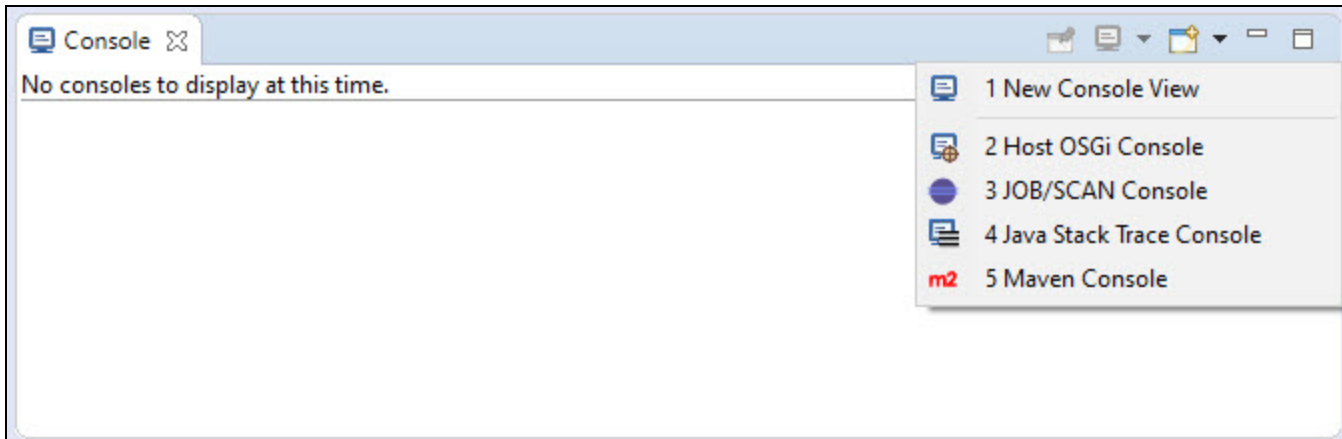 Console
No consoles to display at this time.
1 New Console View
2 Host OSGi Console
3 JOB/SCAN Console
4 Java Stack Trace Console
m2 5 Maven Console